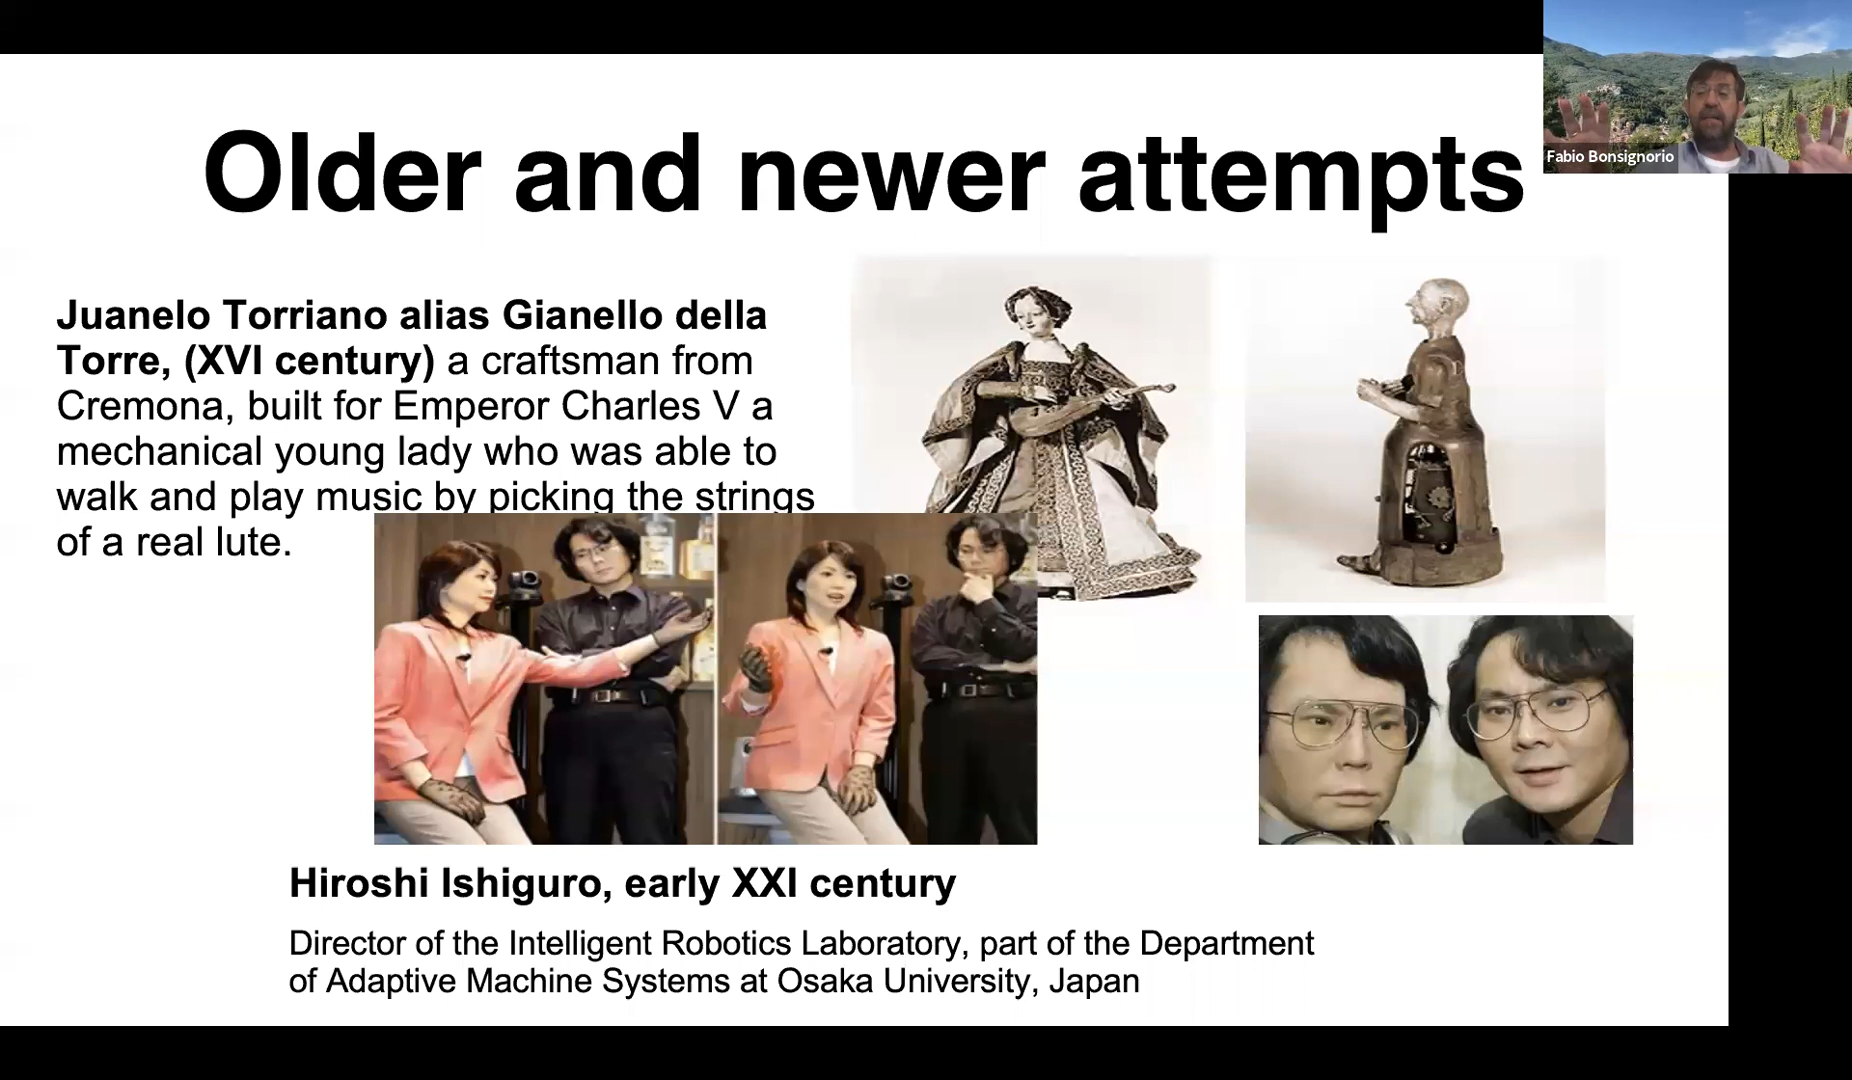 Older and newer attempts
Fabio Bonsignorio
Juanelo Torriano alias Gianello della
Torre, (XVI century) a craftsman from
Cremona, built for Emperor Charles V a
mechanical young lady who was able to
walk and play music by picking the strings
of a real lute.
Hiroshi Ishiguro, early XXI century
Director of the Intelligent Robotics Laboratory, part of the Department
of Adaptive Machine Systems at Osaka University, Japan